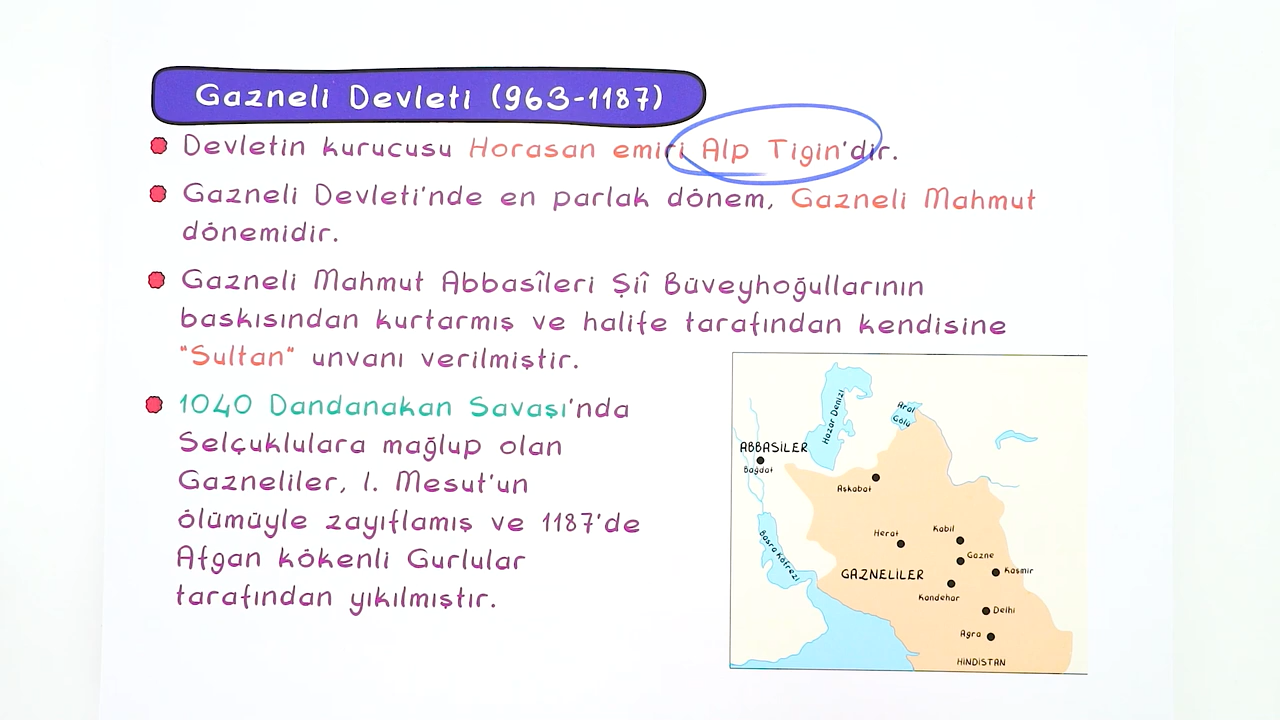 Gazneli Devleti (963-1187)
Devletin kurucusu Horasan emiri Alp Tigin'dir.
Gazneli Devleti'nde en parlak dönem, Gazneli Mahmut
dönemidir.
Gazneli Mahmut Abbasîleri Şiî Büveyhoğullarının
baskısından kurtarmış ve halife tarafından kendisine
"Sultan" unvanı verilmiştir.
1040 Dandanakan Savaşı'nda
Selçuklulara mağlup olan
Gazneliler, I. Mesut'un
ölümüyle zayıflamış ve 1187'de
Afgan kökenli Gurlular
tarafından yıkılmıştır.
Hazar Denizi
Aral
Gölü
ABBASİLER
Bağdat
Aşkabat
Basra Körfezi
Herat
Kabil
Gazne
Keşmir
GAZNELİLER
Kandehar
Delhi
Agra
HİNDİSTAN